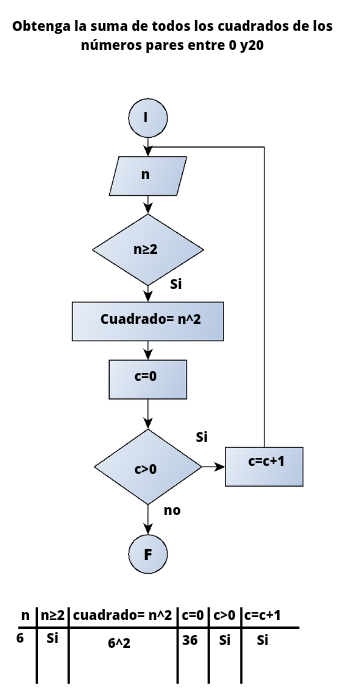 Obtenga la suma de todos los cuadrados de los
números pares entre 0 y20
I
n
n≥2
Si
Cuadrado= n^2
c=0
Si
c>0
c=c+1
no
F
n n≥2 cuadrado= n^2 c=0 c>0 c=c+1
6 Si 6^2 36 Si Si